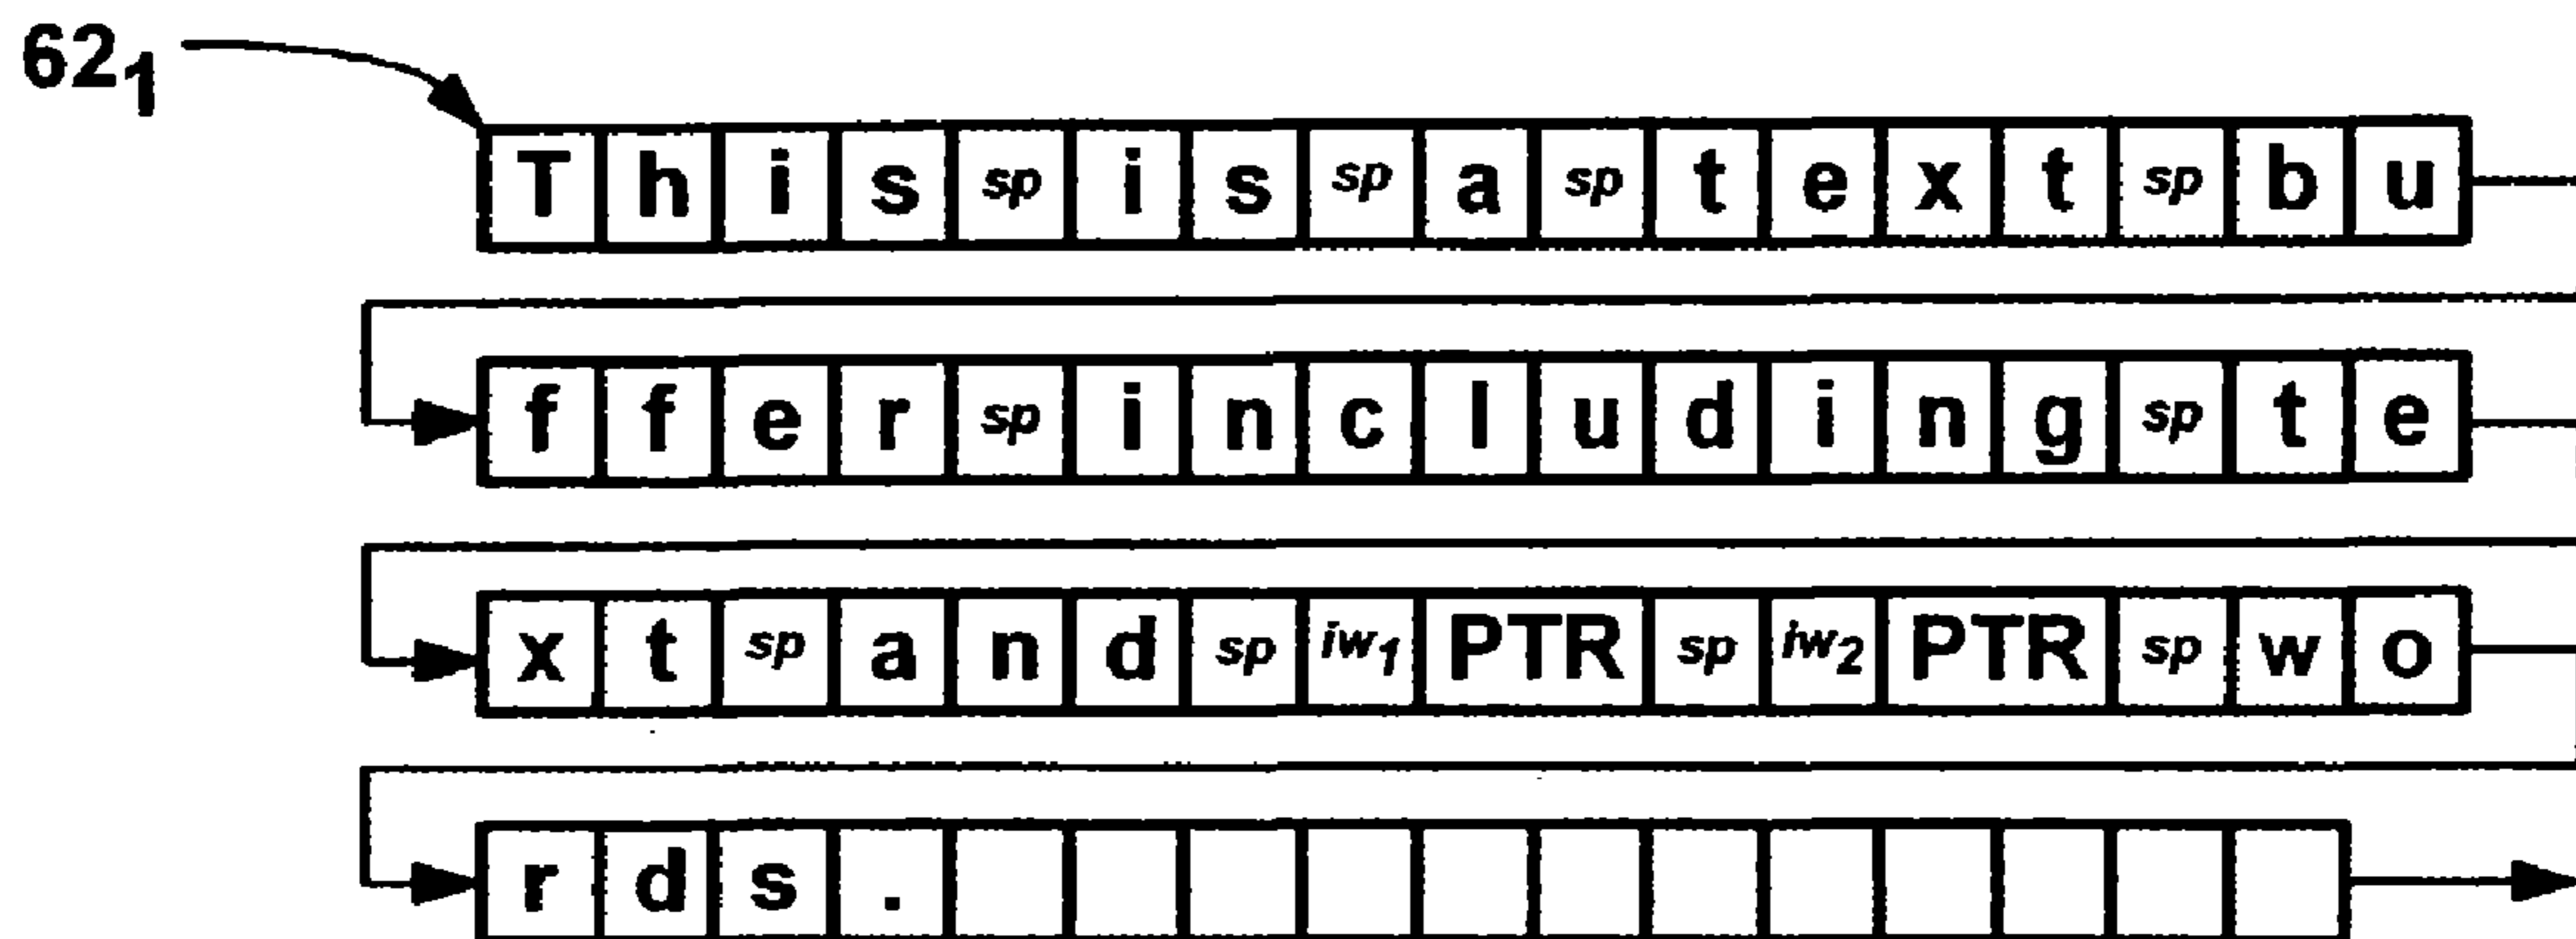 62₁
T h i s sp i s sp a sp t e x t sp b u
f f e r sp i n c l u d i n g sp t e
x t sp a n d sp iw₁ PTR sp iw₂ PTR sp w o
r d s .